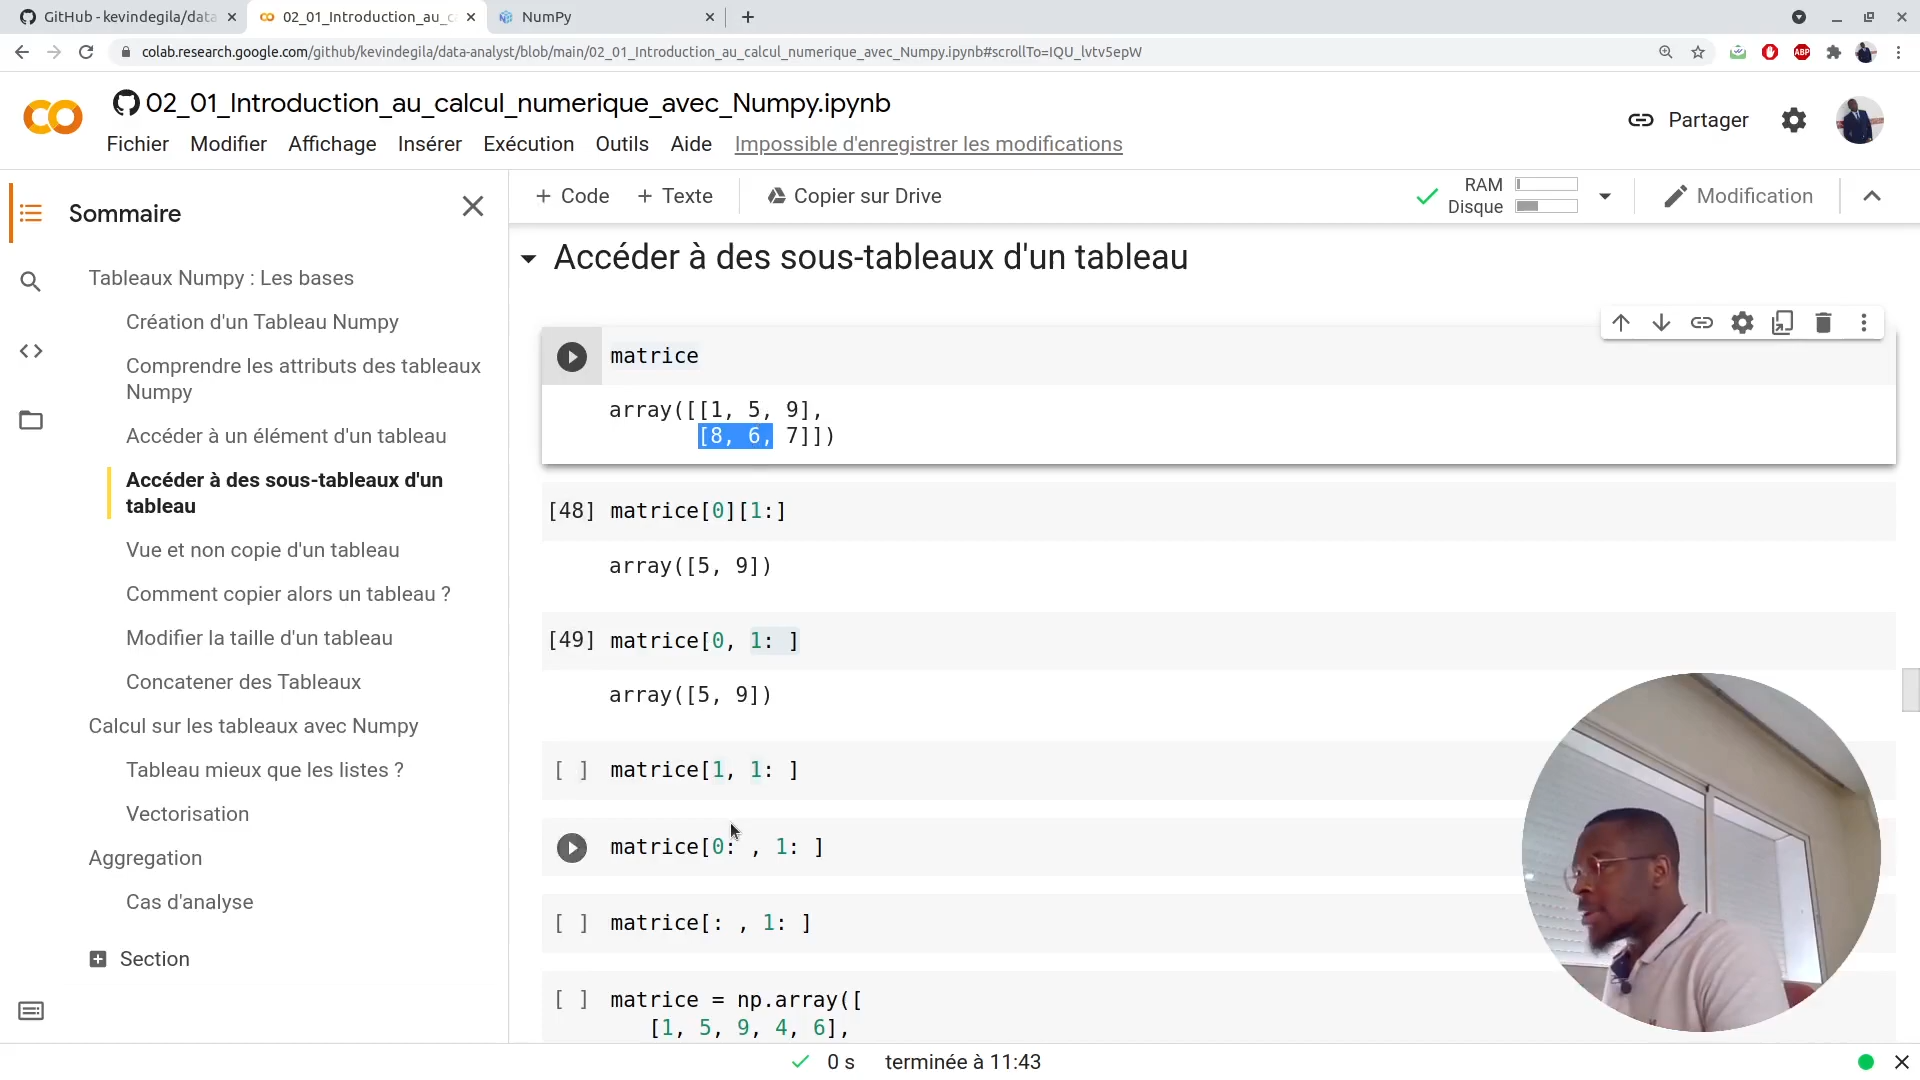 GitHub - kevindegila/data
02_01_Introduction_au_c
NumPy
colab.research.google.com/github/kevindegila/data-analyst/blob/main/02_01_Introduction_au_calcul_numerique_avec_Numpy.ipynb#scrollTo=IQU_lvtv5epW
ABP
02_01_Introduction_au_calcul_numerique_avec_Numpy.ipynb
Partager
Fichier Modifier Affichage Insérer Exécution Outils Aide Impossible d'enregistrer les modifications
Sommaire
+ Code + Texte Copier sur Drive
RAM
Disque
Modification
Tableaux Numpy : Les bases
Création d'un Tableau Numpy
Comprendre les attributs des tableaux
Numpy
Accéder à un élément d'un tableau
Accéder à des sous-tableaux d'un
tableau
Vue et non copie d'un tableau
Comment copier alors un tableau ?
Modifier la taille d'un tableau
Concatener des Tableaux
Calcul sur les tableaux avec Numpy
Tableau mieux que les listes ?
Vectorisation
Aggregation
Cas d'analyse
Section
Accéder à des sous-tableaux d'un tableau
matrice
array([[1, 5, 9],
[8, 6, 7]])
[48] matrice[0][1:]
array([5, 9])
[49] matrice[0, 1: ]
array([5, 9])
[ ] matrice[1, 1: ]
matrice[0: , 1: ]
[ ] matrice[: , 1: ]
[ ] matrice = np.array([
[1, 5, 9, 4, 6],
0 s terminée à 11:43